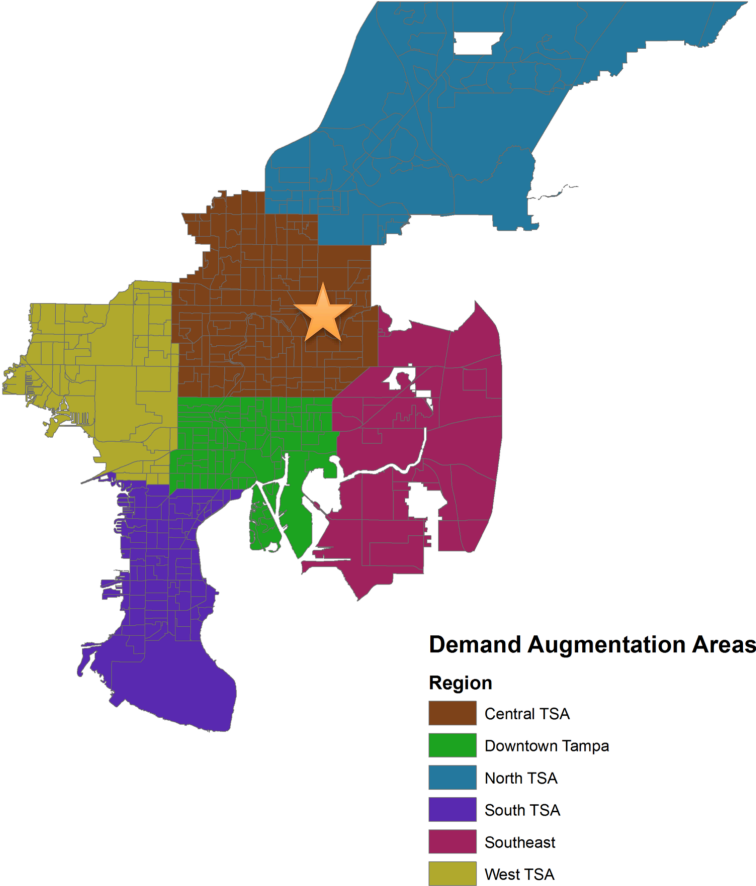 Demand Augmentation Areas
Region
Central TSA
Downtown Tampa
North TSA
South TSA
Southeast
West TSA